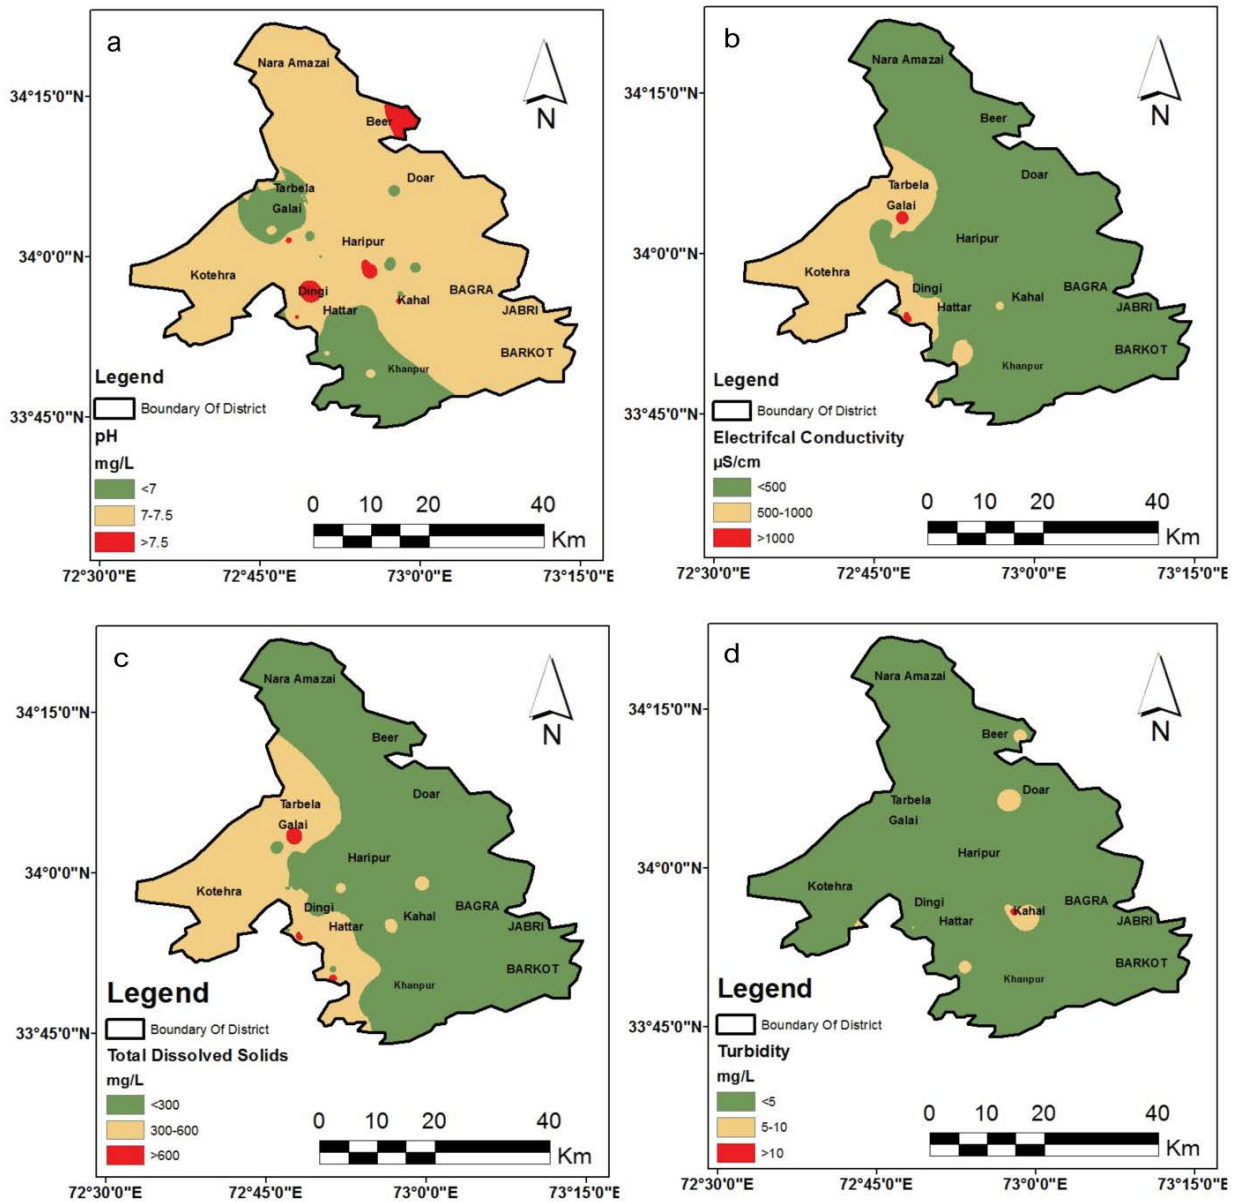 a
N
34°15'0"N
34°0'0"N
33°45'0"N
Nara Amazai
Beer
Doar
Tarbela
Galai
Haripur
Kotehra
Dingi
Hattar
Kahal
BAGRA
JABRI
BARKOT
Khanpur
Legend
Boundary Of District
pH
mg/L
<7
7-7.5
>7.5
0 10 20 40
Km
72°30'0"E 72°45'0"E 73°0'0"E 73°15'0"E
b
N
34°15'0"N
34°0'0"N
33°45'0"N
Nara Amazai
Beer
Doar
Tarbela
Galai
Haripur
Kotehra
Dingi
Hattar
Kahal
BAGRA
JABRI
BARKOT
Khanpur
Legend
Boundary Of District
Electrifcal Conductivity
µS/cm
<500
500-1000
>1000
0 10 20 40
Km
72°30'0"E 72°45'0"E 73°0'0"E 73°15'0"E
c
N
34°15'0"N
34°0'0"N
33°45'0"N
Nara Amazai
Beer
Doar
Tarbela
Galai
Haripur
Kotehra
Dingi
Hattar
Kahal
BAGRA
JABRI
BARKOT
Khanpur
Legend
Boundary Of District
Total Dissolved Solids
mg/L
<300
300-600
>600
0 10 20 40
Km
72°30'0"E 72°45'0"E 73°0'0"E 73°15'0"E
d
N
34°15'0"N
34°0'0"N
33°45'0"N
Nara Amazai
Beer
Doar
Tarbela
Galai
Haripur
Kotehra
Dingi
Hattar
Kahal
BAGRA
JABRI
BARKOT
Khanpur
Legend
Boundary Of District
Turbidity
mg/L
<5
5-10
>10
0 10 20 40
Km
72°30'0"E 72°45'0"E 73°0'0"E 73°15'0"E